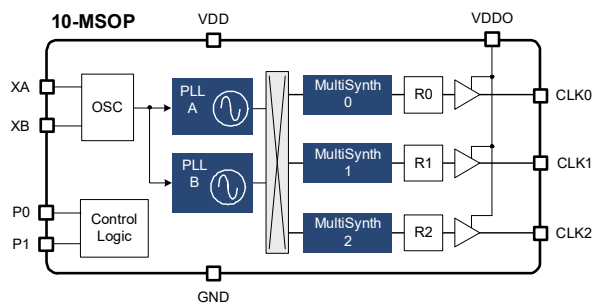 10-MSOP
VDD
VDDO
XA
XB
OSC
PLL
A
PLL
B
MultiSynth
0
R0
CLK0
MultiSynth
1
R1
CLK1
MultiSynth
2
R2
CLK2
P0
P1
Control
Logic
GND